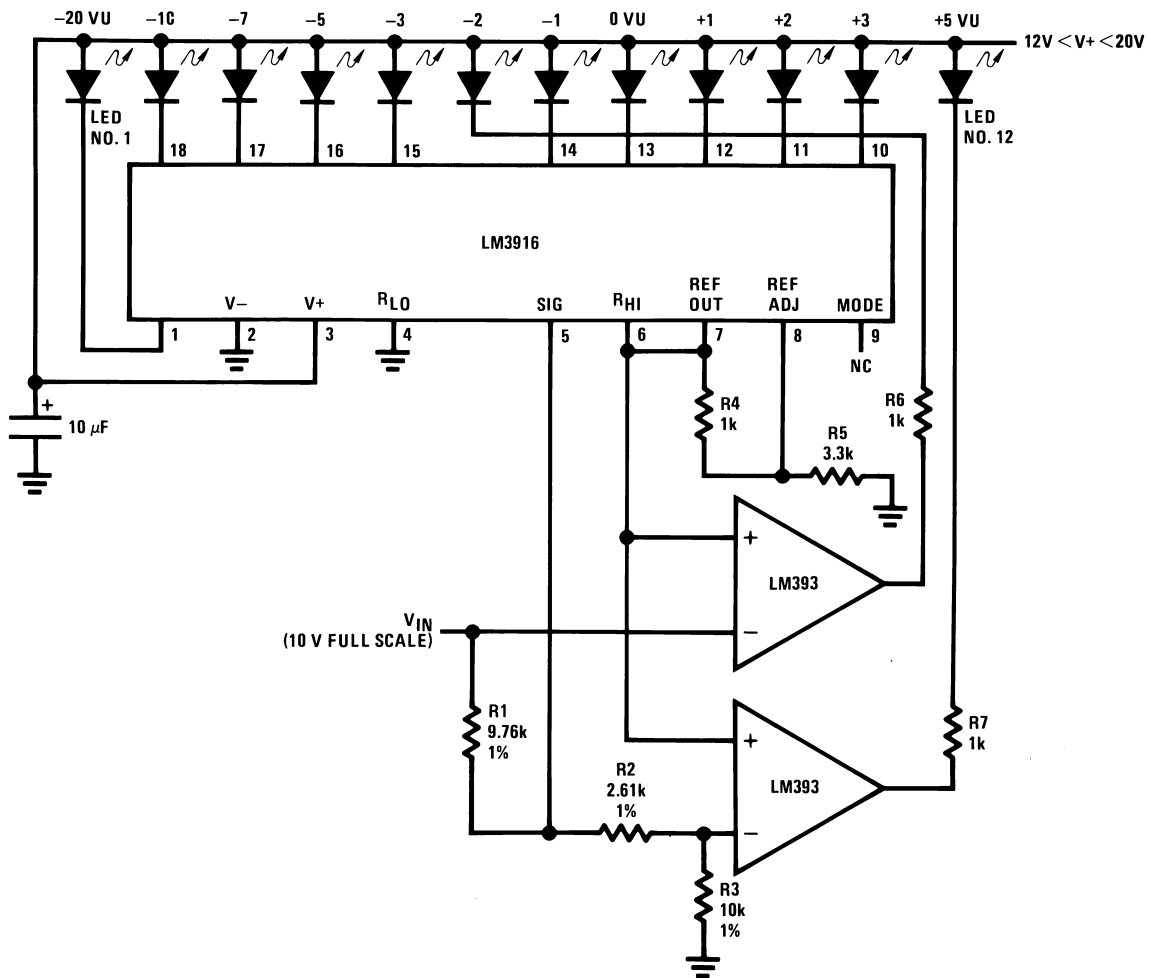 −20 VU −1C −7 −5 −3 −2 −1 0 VU +1 +2 +3 +5 VU
12V < V+ < 20V
LED
NO. 1
LED
NO. 12
18 17 16 15 14 13 12 11 10
LM3916
V− V+ RLO SIG RHI REF OUT REF ADJ MODE
1 2 3 4 5 6 7 8 9
NC
+
10 μF
R4
1k
R5
3.3k
R6
1k
+
LM393
−
VIN
(10 V FULL SCALE)
R1
9.76k
1%
R2
2.61k
1%
+
LM393
−
R7
1k
R3
10k
1%